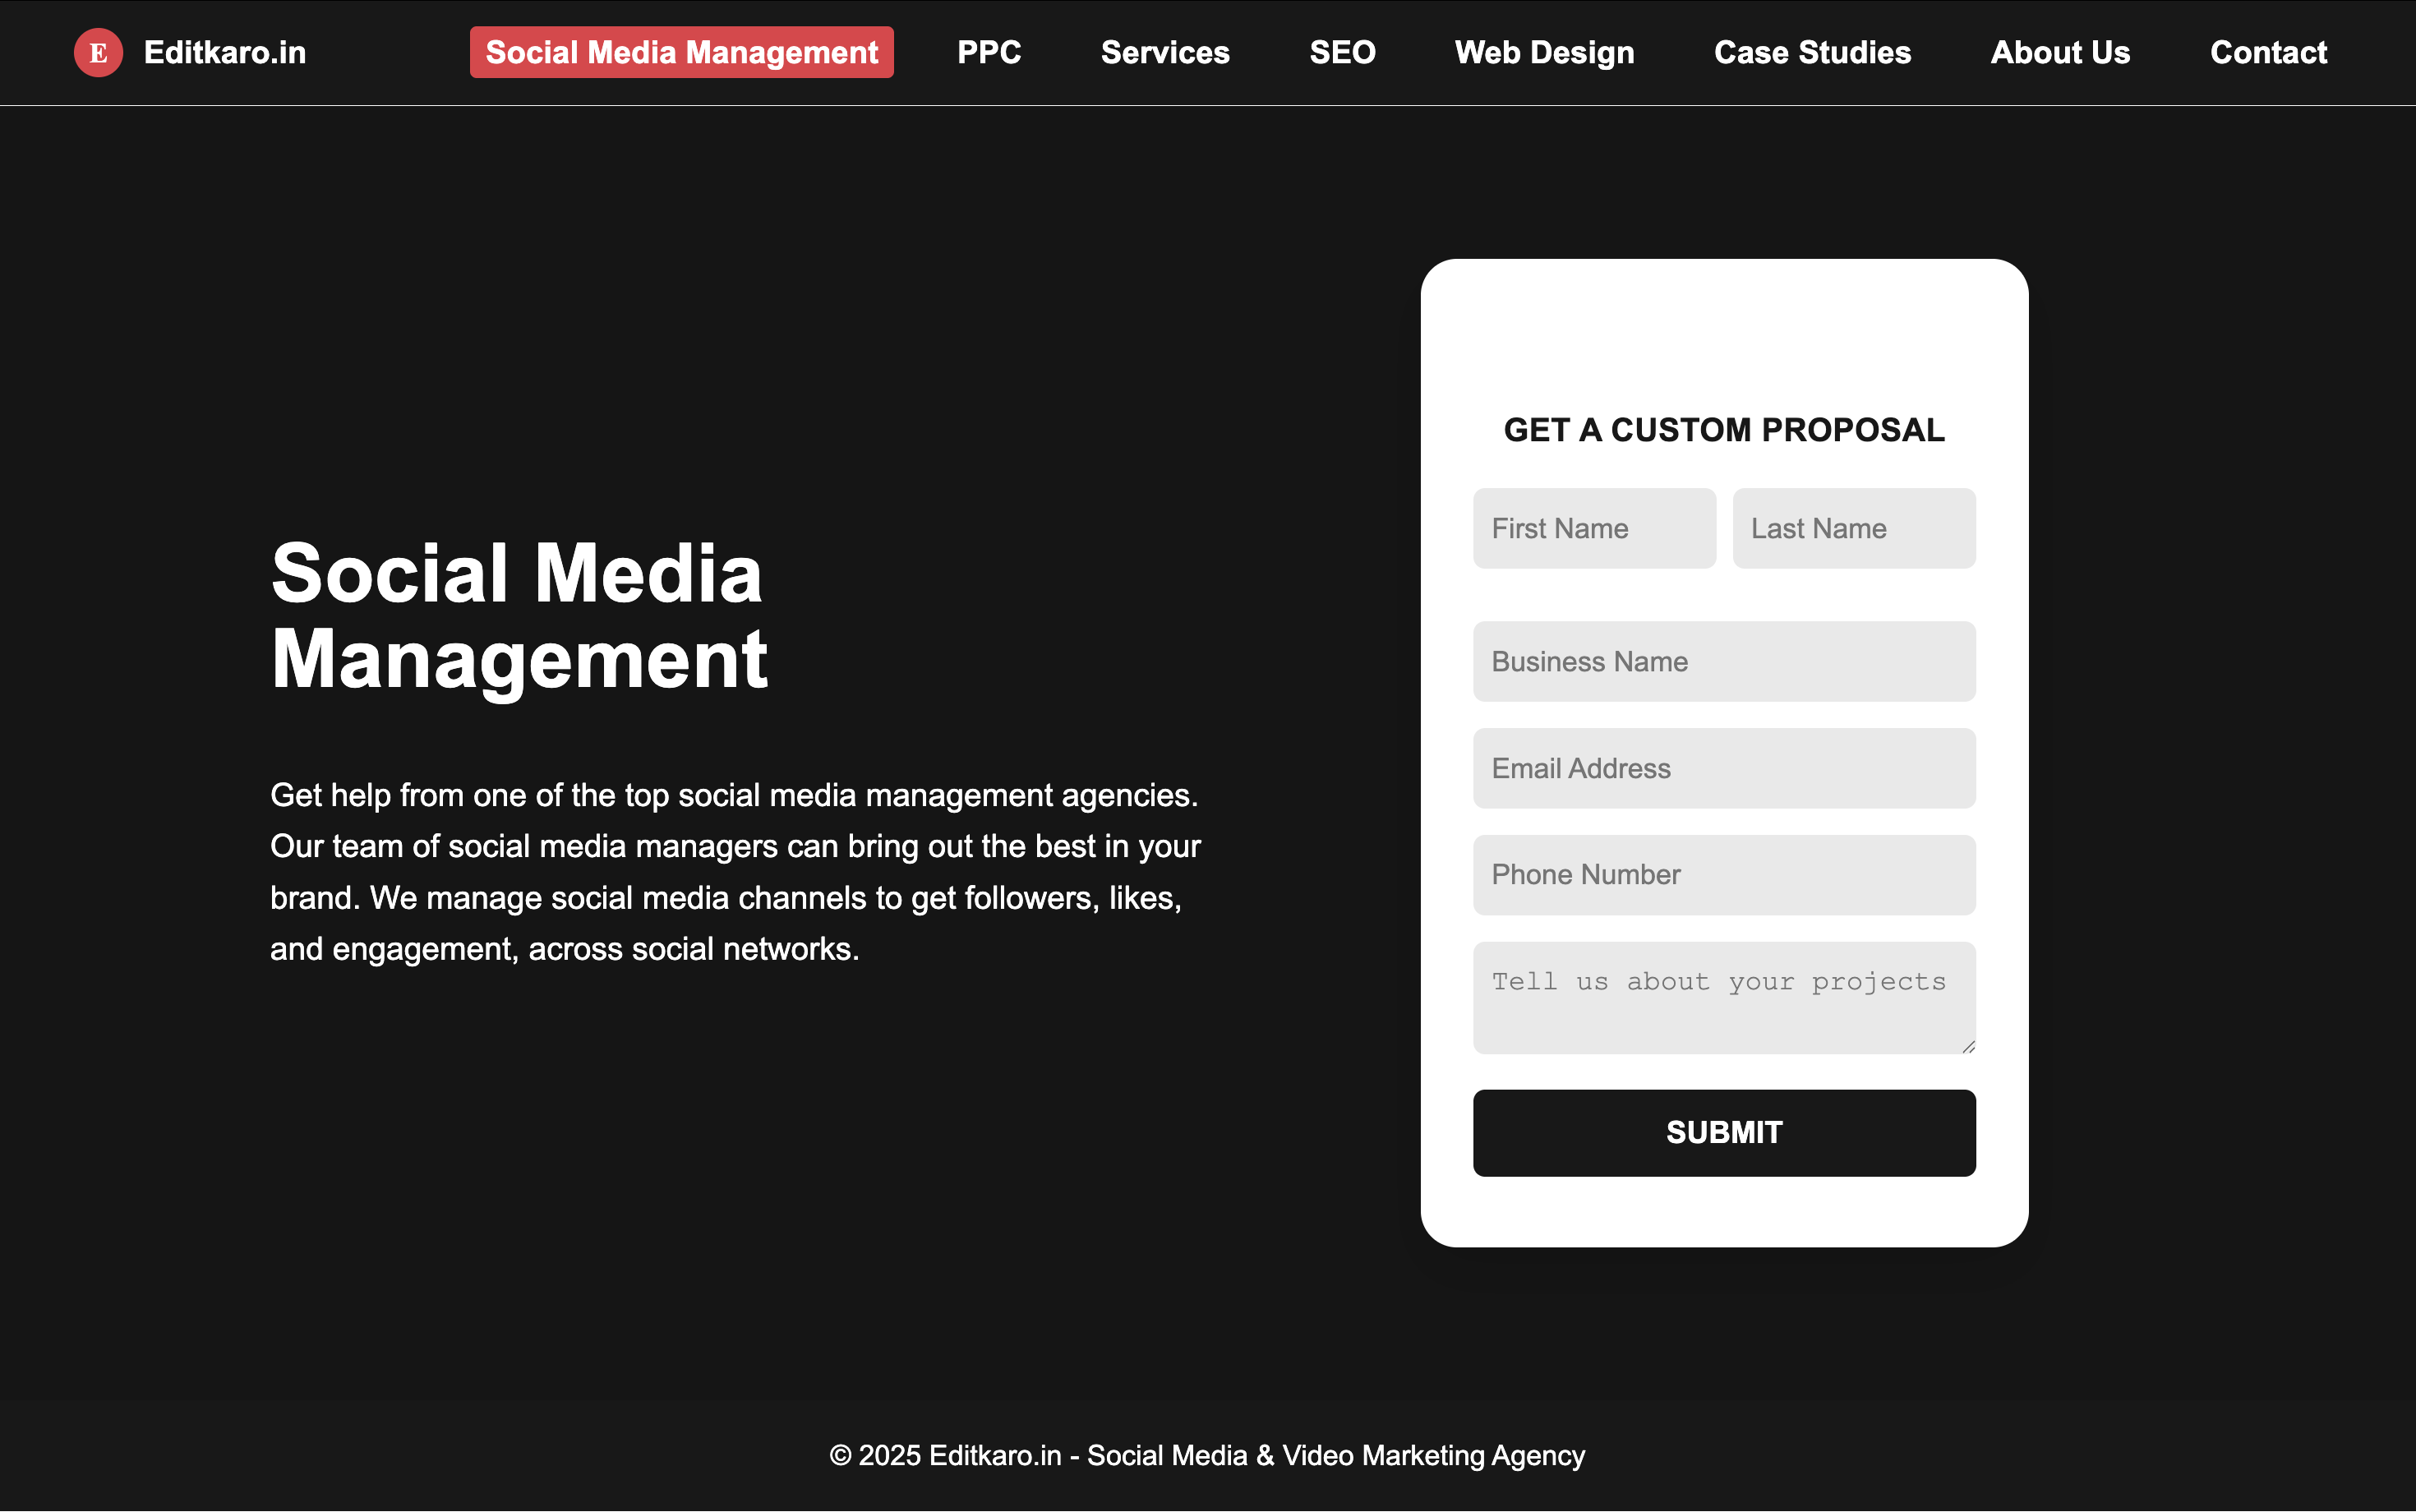 E Editkaro.in Social Media Management PPC Services SEO Web Design Case Studies About Us Contact
Social Media
Management
Get help from one of the top social media management agencies.
Our team of social media managers can bring out the best in your
brand. We manage social media channels to get followers, likes,
and engagement, across social networks.
GET A CUSTOM PROPOSAL
First Name Last Name
Business Name
Email Address
Phone Number
Tell us about your projects
SUBMIT
© 2025 Editkaro.in - Social Media & Video Marketing Agency